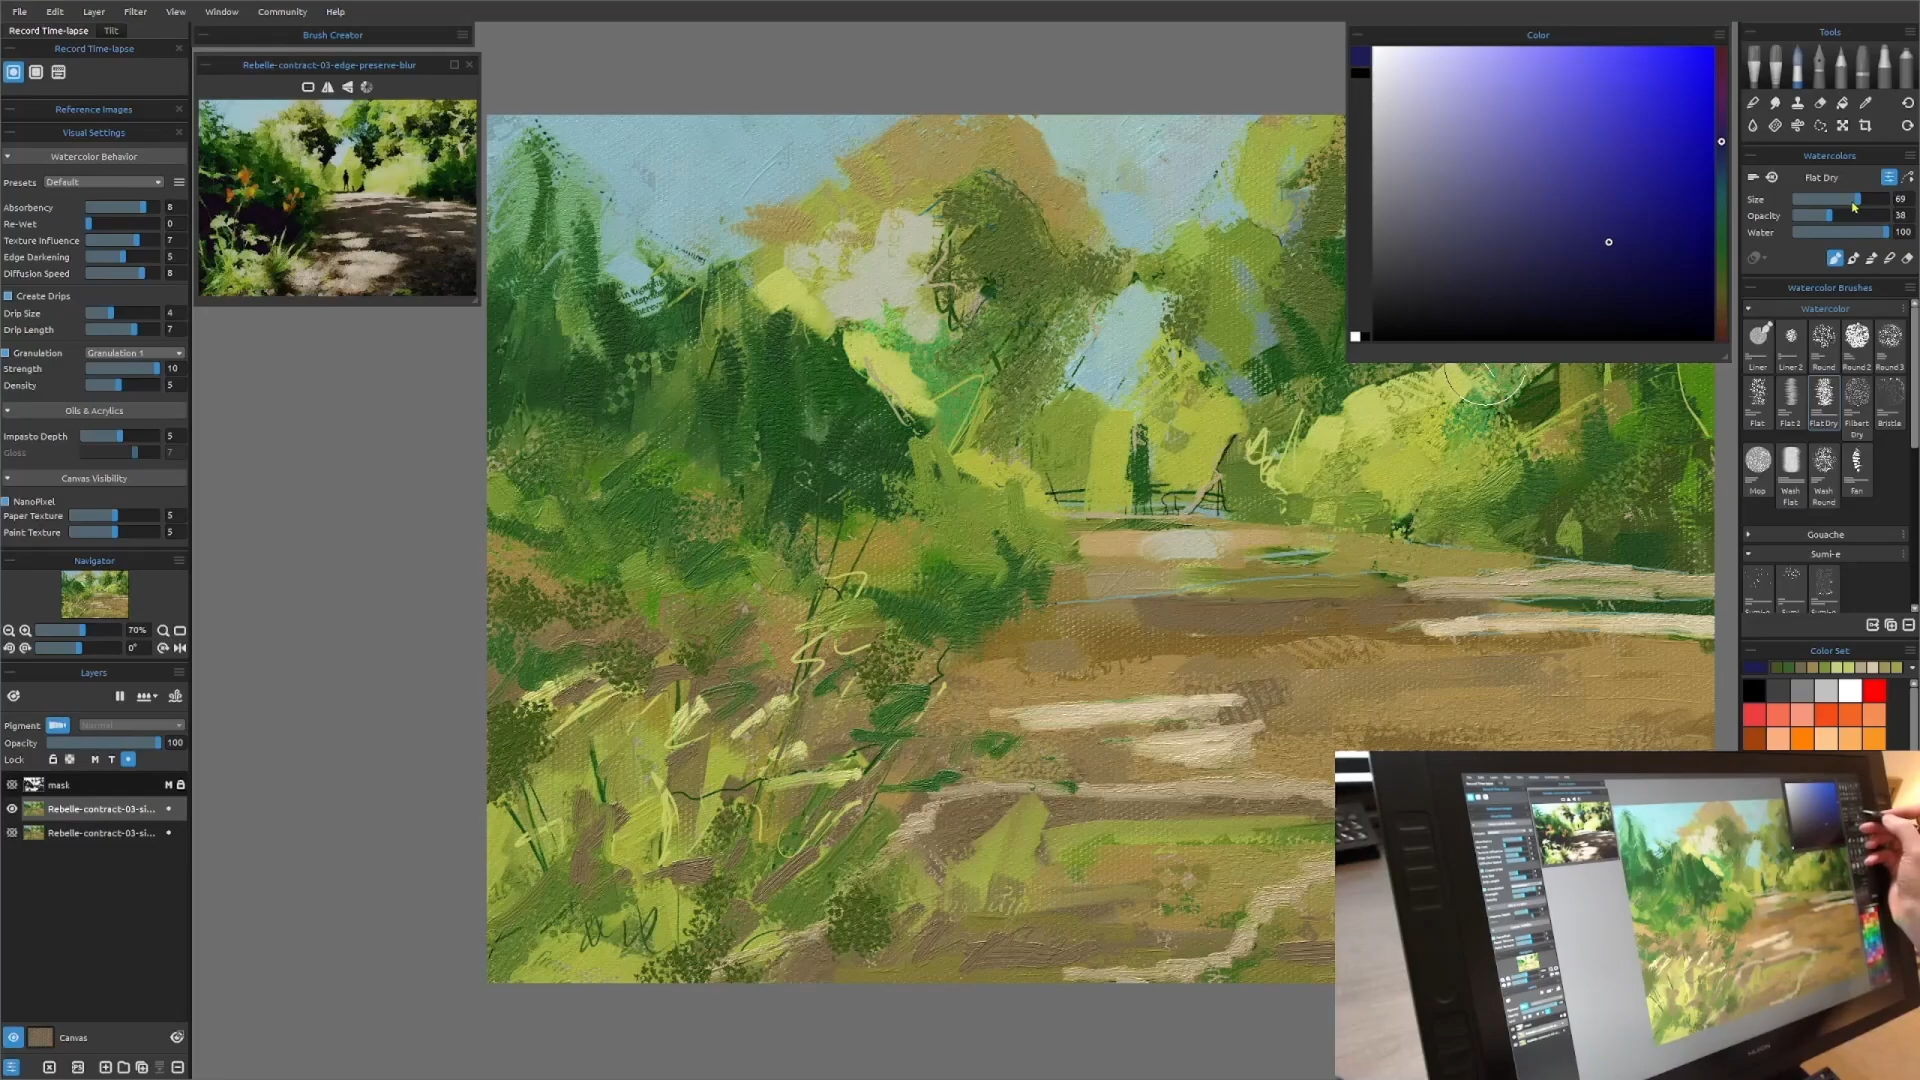 File Edit Layer Filter View Window Community Help
Record Time-lapse Tilt
Record Time-lapse
Reference Images
Visual Settings
Watercolor Behavior
Presets Default
Absorbency 8
Re-Wet 0
Texture Influence 7
Edge Darkening 5
Diffusion Speed 8
Create Drips
Drip Size 4
Drip Length 7
Granulation Granulation 1
Strength 10
Density 5
Oils & Acrylics
Impasto Depth 5
Gloss 7
Canvas Visibility
NanoPixel
Paper Texture 5
Paint Texture 5
Navigator
70%
0°
Layers
Pigment Normal
Opacity 100
Lock M T
mask M
Rebelle-contract-03-si...
Rebelle-contract-03-si...
Canvas
Brush Creator
Rebelle-contract-03-edge-preserve-blur
Color
Tools
Watercolors
Flat Dry
Size 69
Opacity 38
Water 100
Watercolor Brushes
Watercolor
Liner Liner 2 Round Round 2 Round 3
Flat Flat 2 Flat Dry Filbert Dry Bristle
Mop Wash Flat Wash Round Fan
Gouache
Sumi-e
Color Set